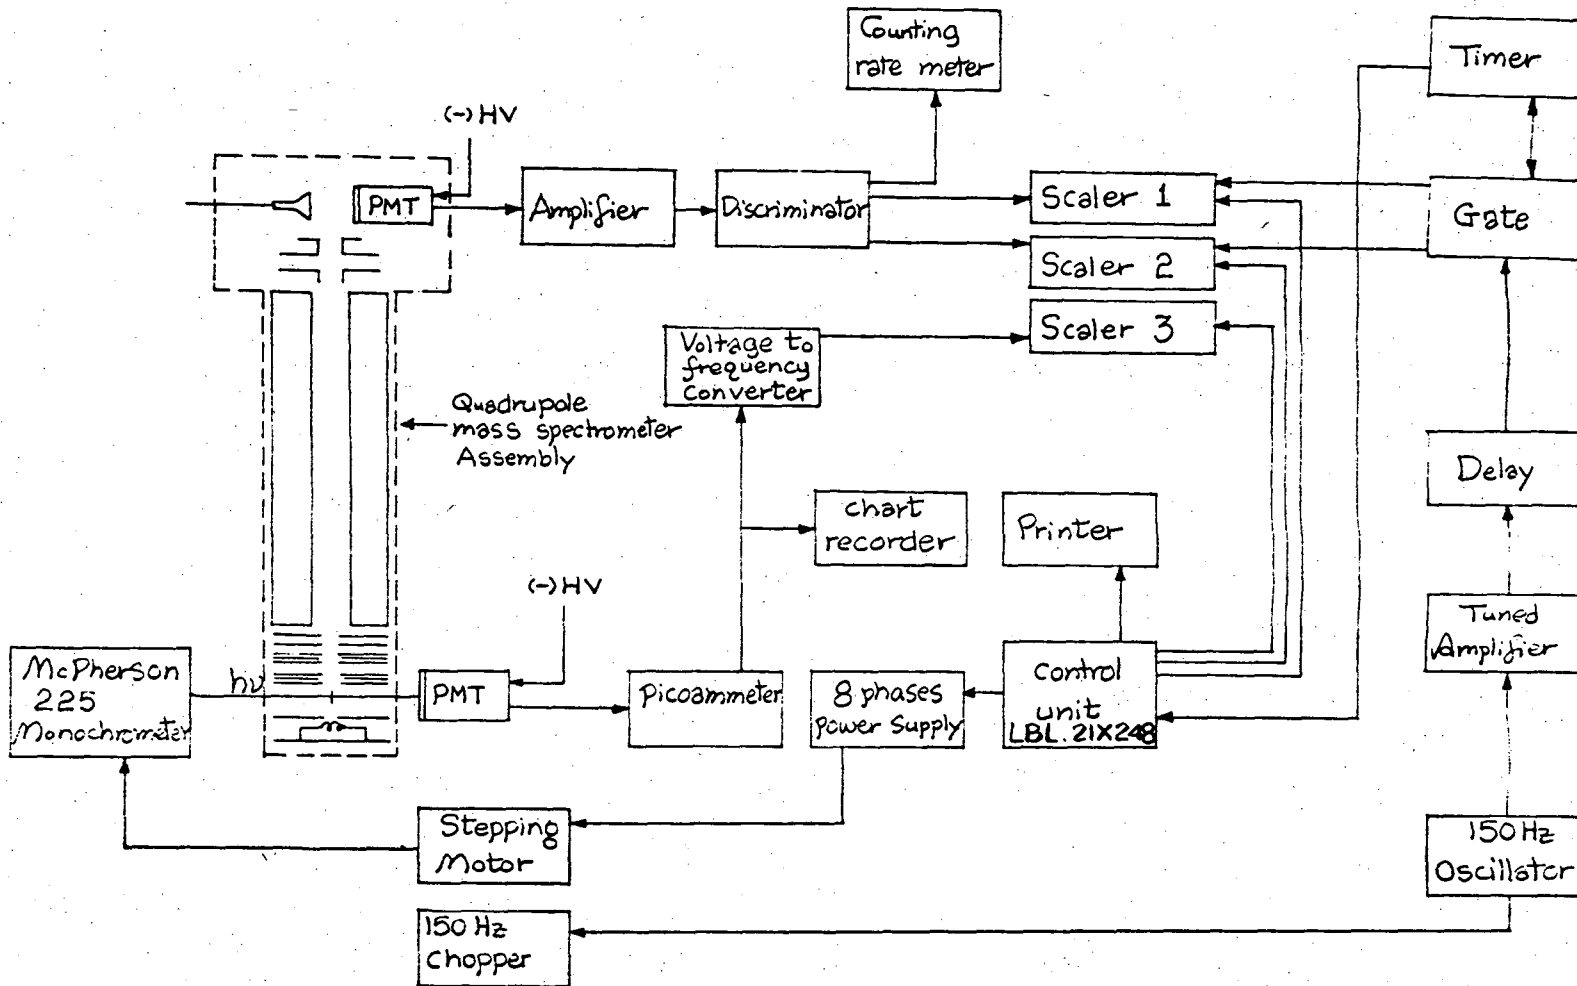 Counting
rate meter
Timer
(-) HV
PMT
Amplifier
Discriminator
Scaler 1
Gate
Scaler 2
Scaler 3
Voltage to
frequency
converter
Quadrupole
mass spectrometer
Assembly
Delay
chart
recorder
Printer
(-) HV
Tuned
Amplifier
McPherson
225
Monochrometer
hν
PMT
Picoammeter
8 phases
Power Supply
Control
unit
LBL.21X248
Stepping
Motor
150 Hz
Oscillator
150 Hz
Chopper